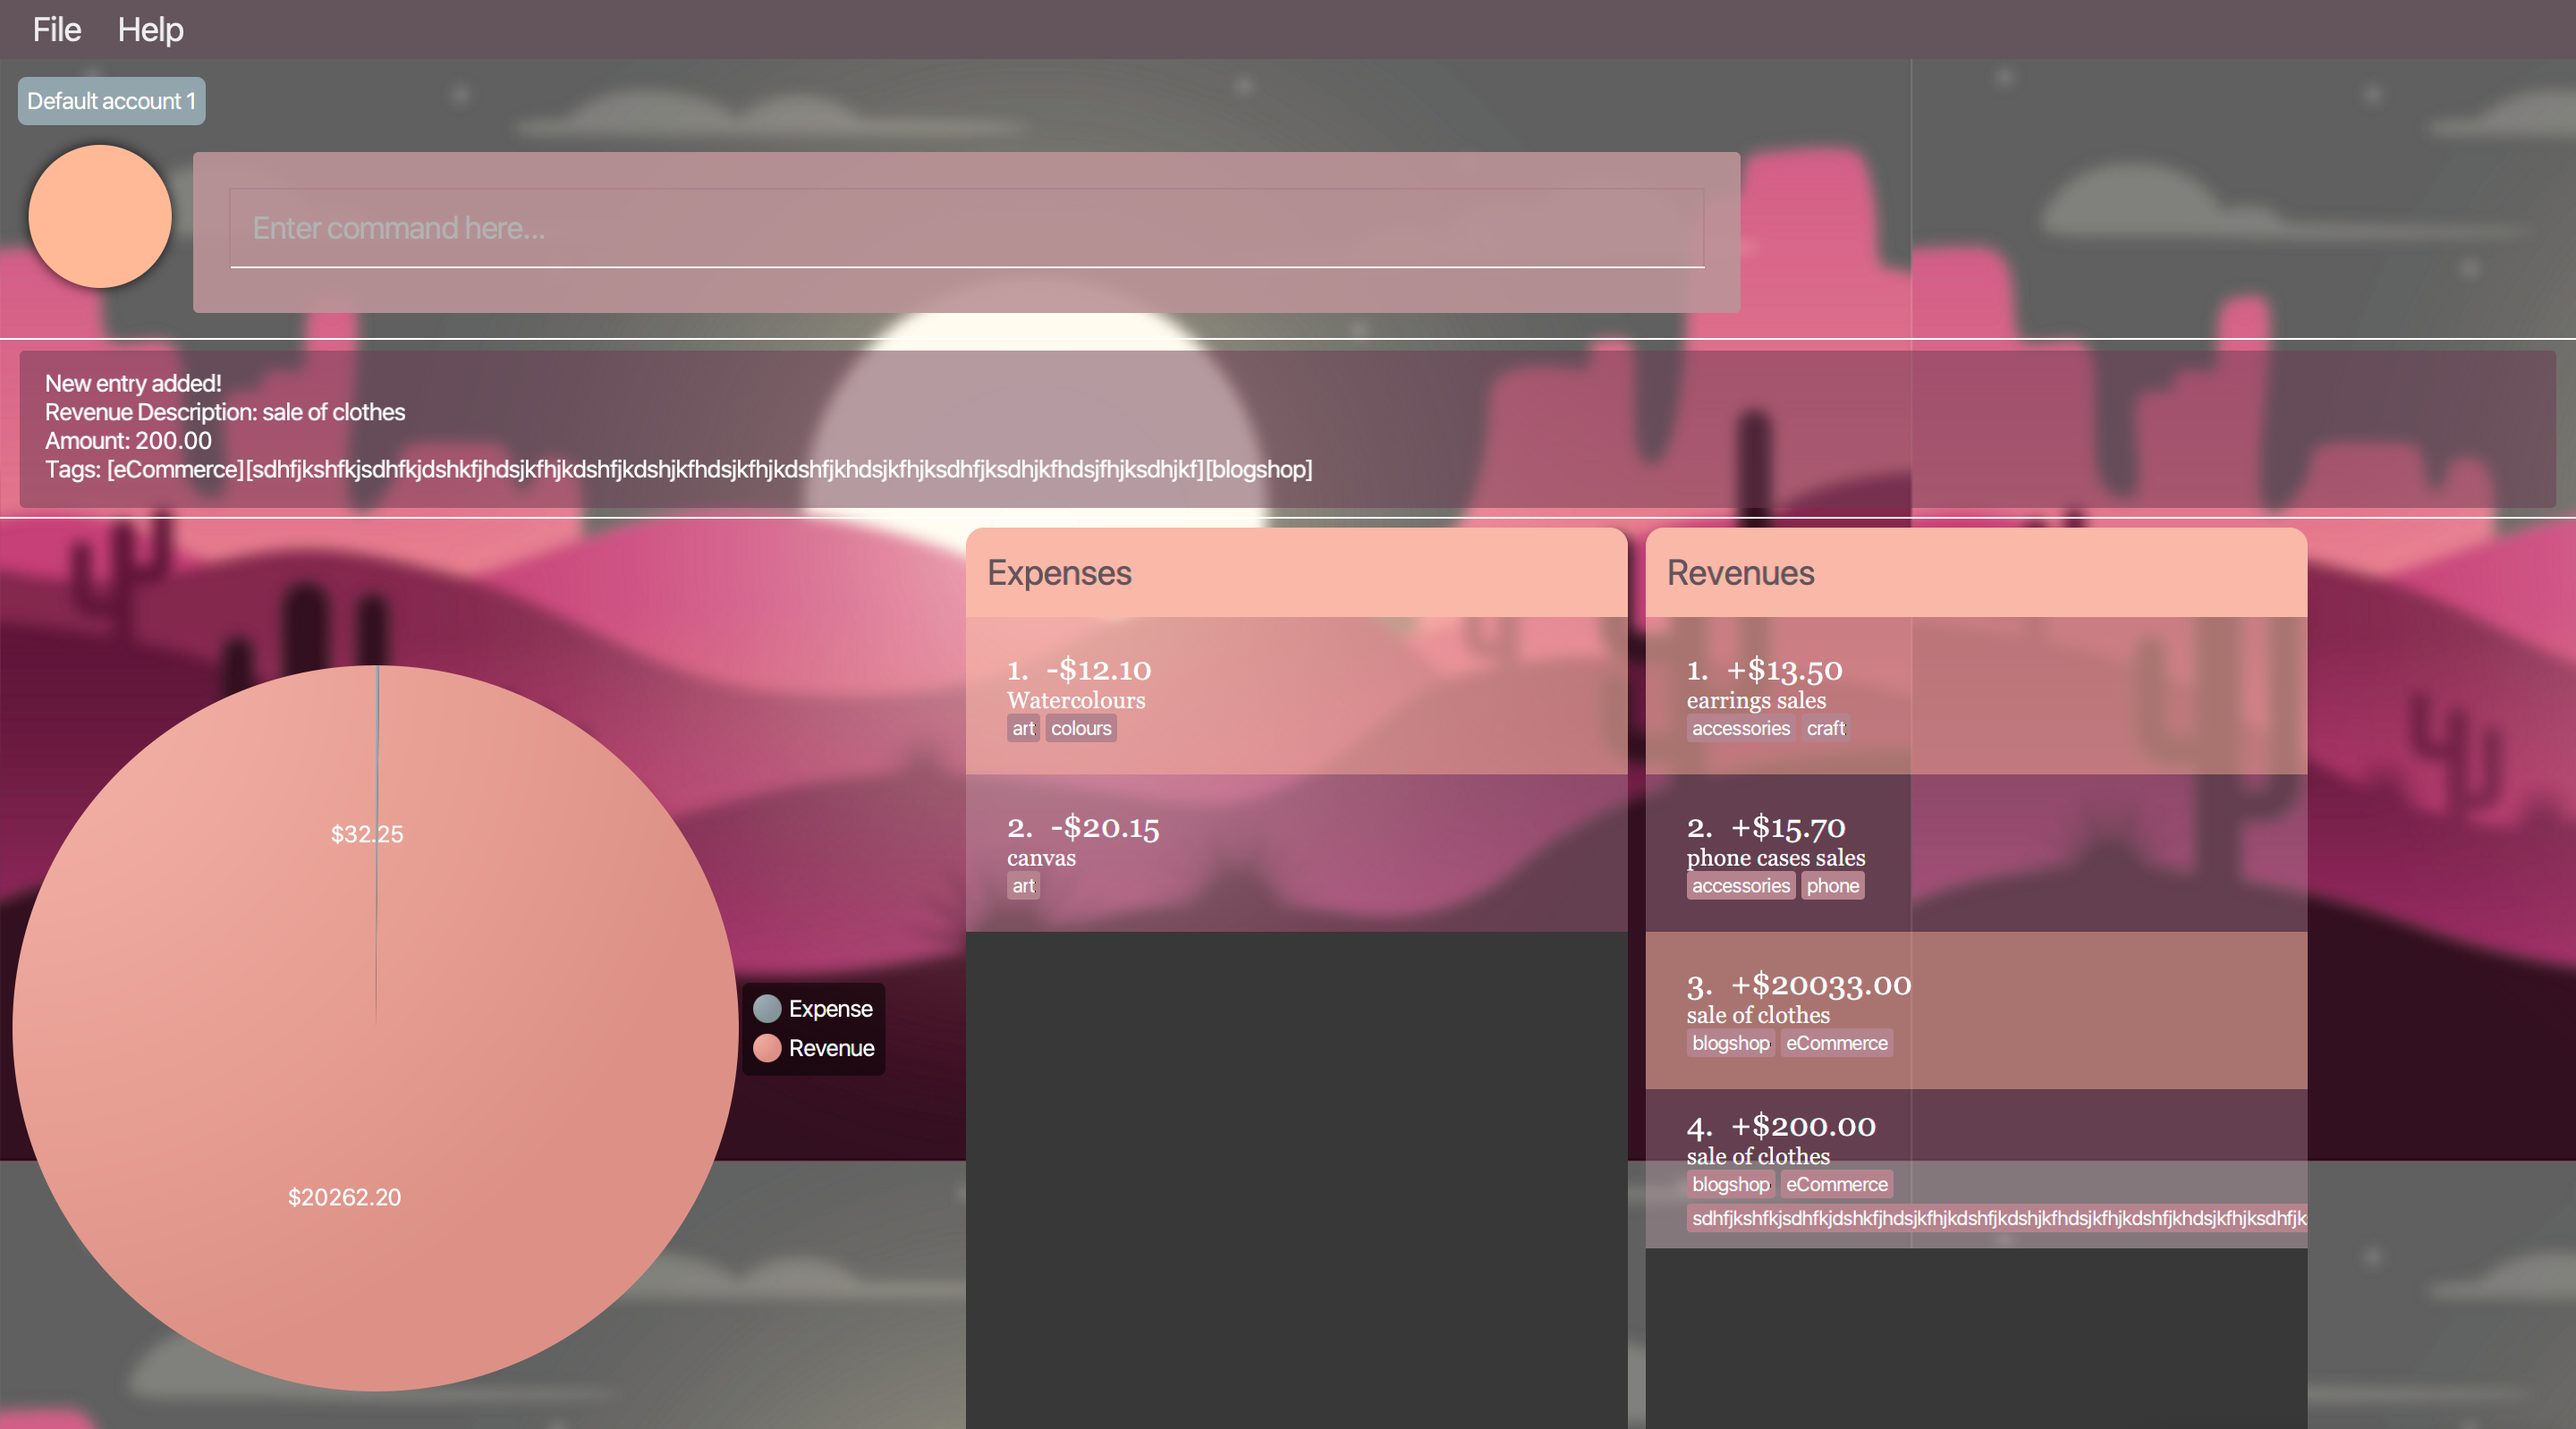 File Help
Default account 1
Enter command here...
New entry added!
Revenue Description: sale of clothes
Amount: 200.00
Tags: [eCommerce][sdhfjkshfkjsdhfkjdshkfjhdsjkfhjkdshfjkdshjkfhdsjkfhjkdshfjkhdsjkfhjksdhfjksdhjkfhdsjfhjksdhjkf][blogshop]
$32.25
$20262.20
Expense
Revenue
Expenses
1. -$12.10
Watercolours
art colours
2. -$20.15
canvas
art
Revenues
1. +$13.50
earrings sales
accessories craft
2. +$15.70
phone cases sales
accessories phone
3. +$20033.00
sale of clothes
blogshop eCommerce
4. +$200.00
sale of clothes
blogshop eCommerce
sdhfjkshfkjsdhfkjdshkfjhdsjkfhjkdshfjkdshjkfhdsjkfhjkdshfjkhdsjkfhjksdhfjk